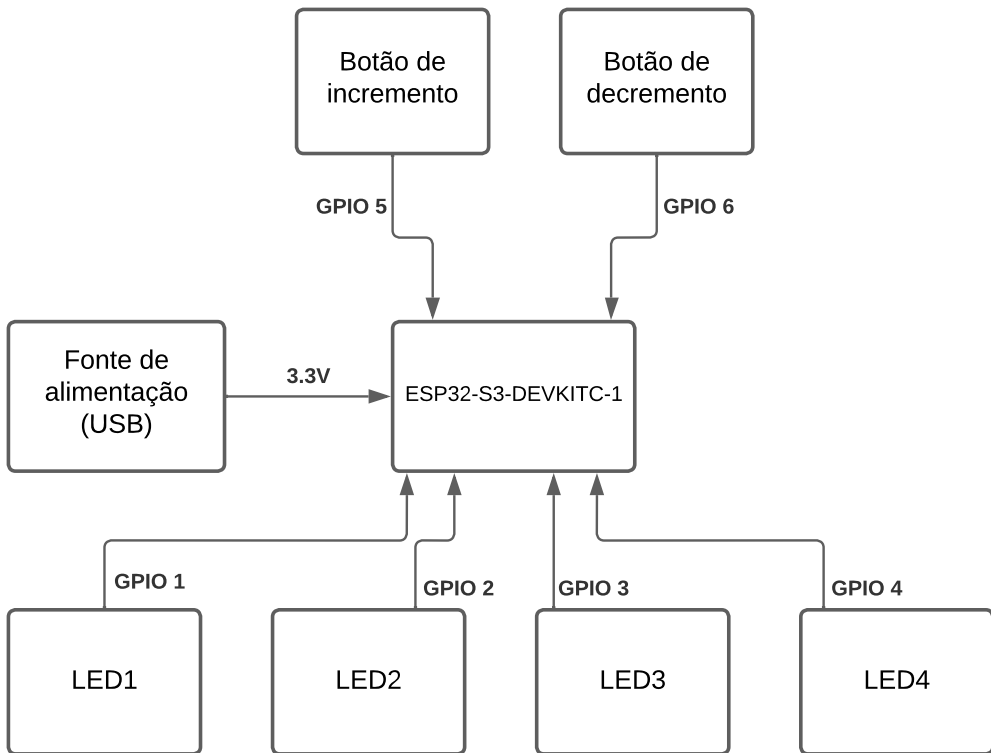 Botão de
incremento
Botão de
decremento
GPIO 5
GPIO 6
Fonte de
alimentação
(USB)
3.3V
ESP32-S3-DEVKITC-1
GPIO 1
GPIO 2
GPIO 3
GPIO 4
LED1
LED2
LED3
LED4